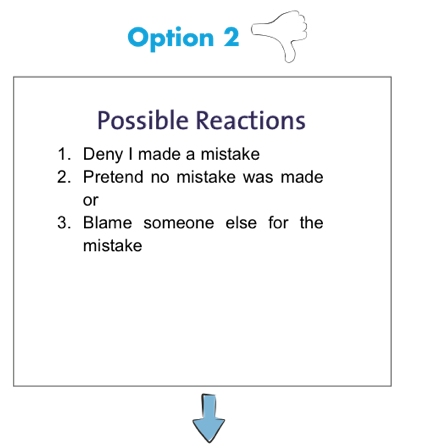 Option 2
Possible Reactions
1. Deny I made a mistake
2. Pretend no mistake was made
or
3. Blame someone else for the
mistake